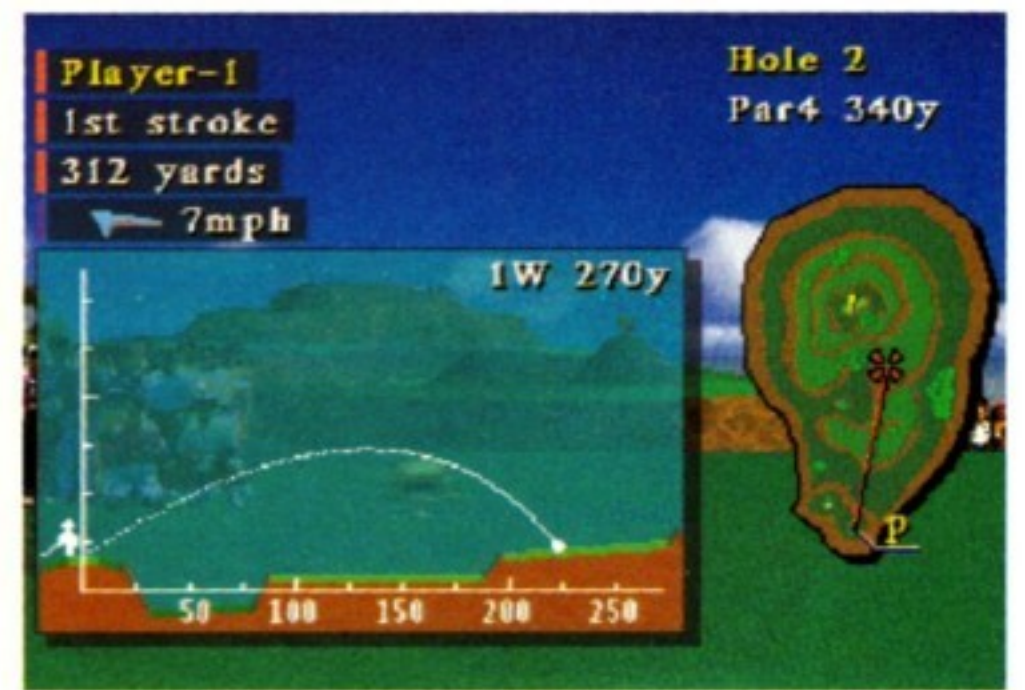 Player-1
1st stroke
312 yards
7mph
Hole 2
Par4 340y
1W 270y
50 100 150 200 250
P